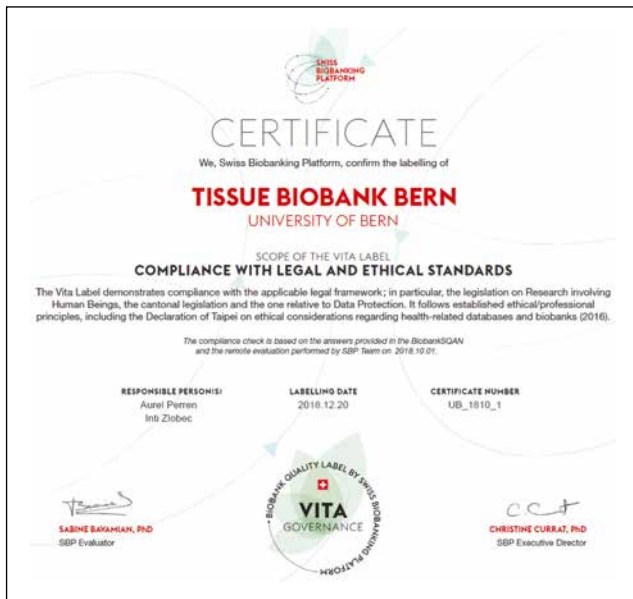 SWISS
BIOBANKING
PLATFORM
CERTIFICATE
We, Swiss Biobanking Platform, confirm the labelling of
TISSUE BIOBANK BERN
UNIVERSITY OF BERN
SCOPE OF THE VITA LABEL
COMPLIANCE WITH LEGAL AND ETHICAL STANDARDS
The Vita Label demonstrates compliance with the applicable legal framework; in particular, the legislation on Research involving
Human Beings, the cantonal legislation and the one relative to Data Protection. It follows established ethical/professional
principles, including the Declaration of Taipei on ethical considerations regarding health-related databases and biobanks (2016).
The compliance check is based on the answers provided in the BiobankSQAN
and the remote evaluation performed by SBP Team on 2018.10.01.
RESPONSIBLE PERSON(S)
Aurel Perren
Inti Zlobec
LABELLING DATE
2018.12.20
CERTIFICATE NUMBER
UB_1810_1
BIOBANK QUALITY LABEL BY SWISS BIOBANKING PLATFORM
VITA
GOVERNANCE
SABINE BAVAMIAN, PhD
SBP Evaluator
CHRISTINE CURRAT, PhD
SBP Executive Director